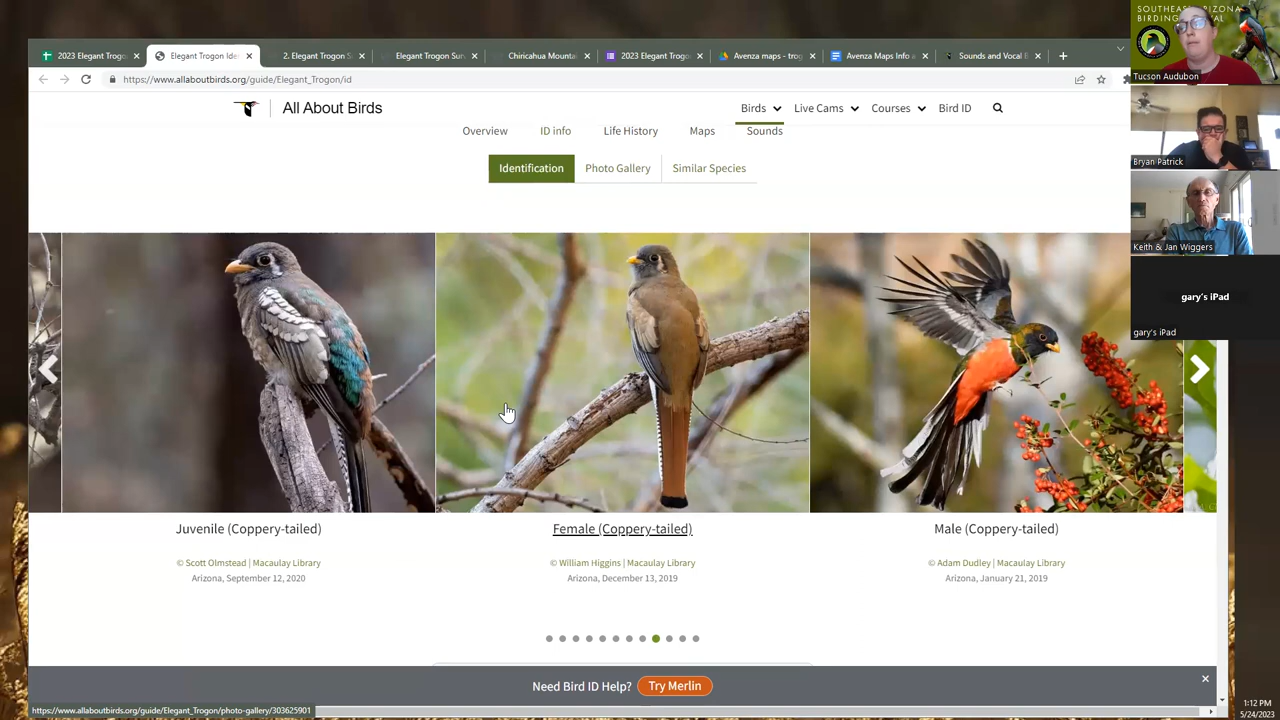 2023 Elegant Trogo
Elegant Trogon Ide
2. Elegant Trogon S
Elegant Trogon Sur
Chiricahua Mounta
2023 Elegant Trogo
Avenza maps - trog
Avenza Maps Info
Sounds and Vocal B
https://www.allaboutbirds.org/guide/Elegant_Trogon/id
All About Birds
Birds
Live Cams
Courses
Bird ID
Overview
ID info
Life History
Maps
Sounds
Identification
Photo Gallery
Similar Species
Juvenile (Coppery-tailed)
© Scott Olmstead | Macaulay Library
Arizona, September 12, 2020
Female (Coppery-tailed)
© William Higgins | Macaulay Library
Arizona, December 13, 2019
Male (Coppery-tailed)
© Adam Dudley | Macaulay Library
Arizona, January 21, 2019
Need Bird ID Help?
Try Merlin
https://www.allaboutbirds.org/guide/Elegant_Trogon/photo-gallery/303625901
Tucson Audubon
Bryan Patrick
Keith & Jan Wiggers
gary's iPad
gary's iPad
1:12 PM
5/24/2023